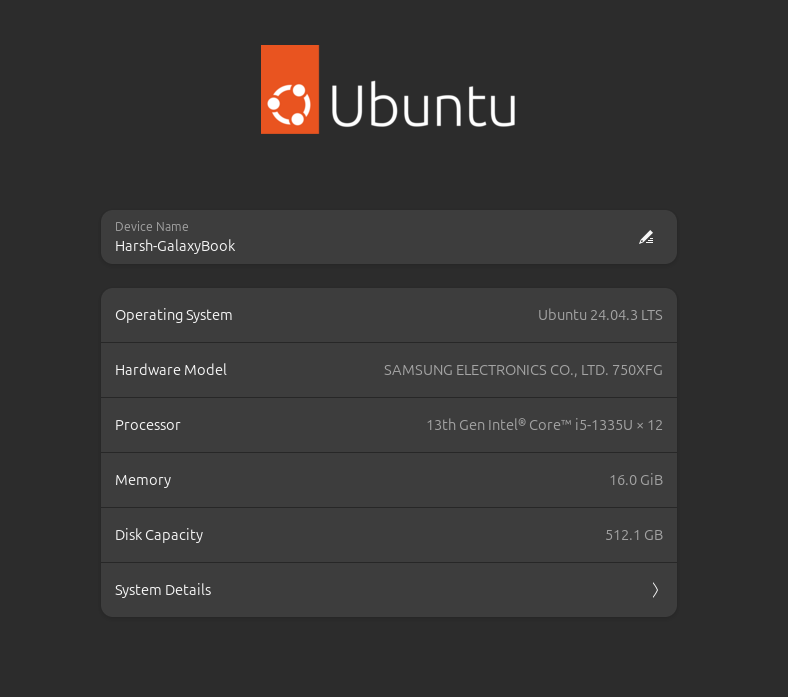 Ubuntu
Device Name
Harsh-GalaxyBook
Operating System Ubuntu 24.04.3 LTS
Hardware Model SAMSUNG ELECTRONICS CO., LTD. 750XFG
Processor 13th Gen Intel® Core™ i5-1335U × 12
Memory 16.0 GiB
Disk Capacity 512.1 GB
System Details